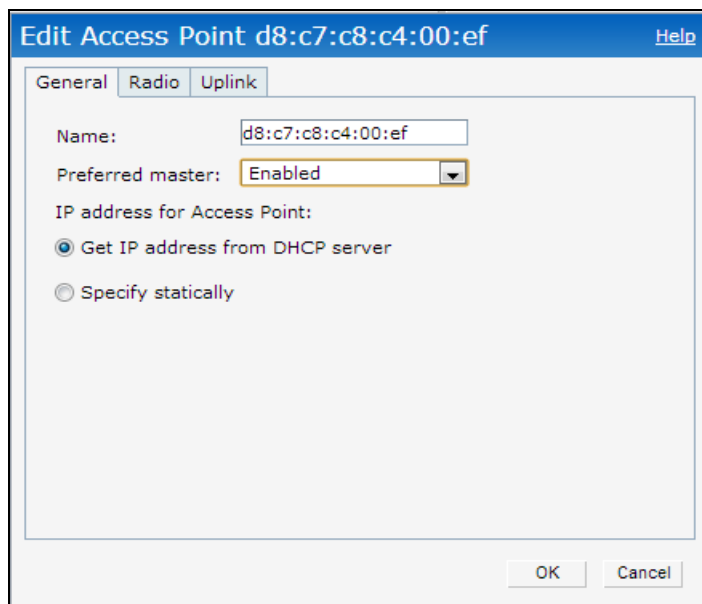 Edit Access Point d8:c7:c8:c4:00:ef Help
General Radio Uplink
Name: d8:c7:c8:c4:00:ef
Preferred master: Enabled
IP address for Access Point:
Get IP address from DHCP server
Specify statically
OK Cancel